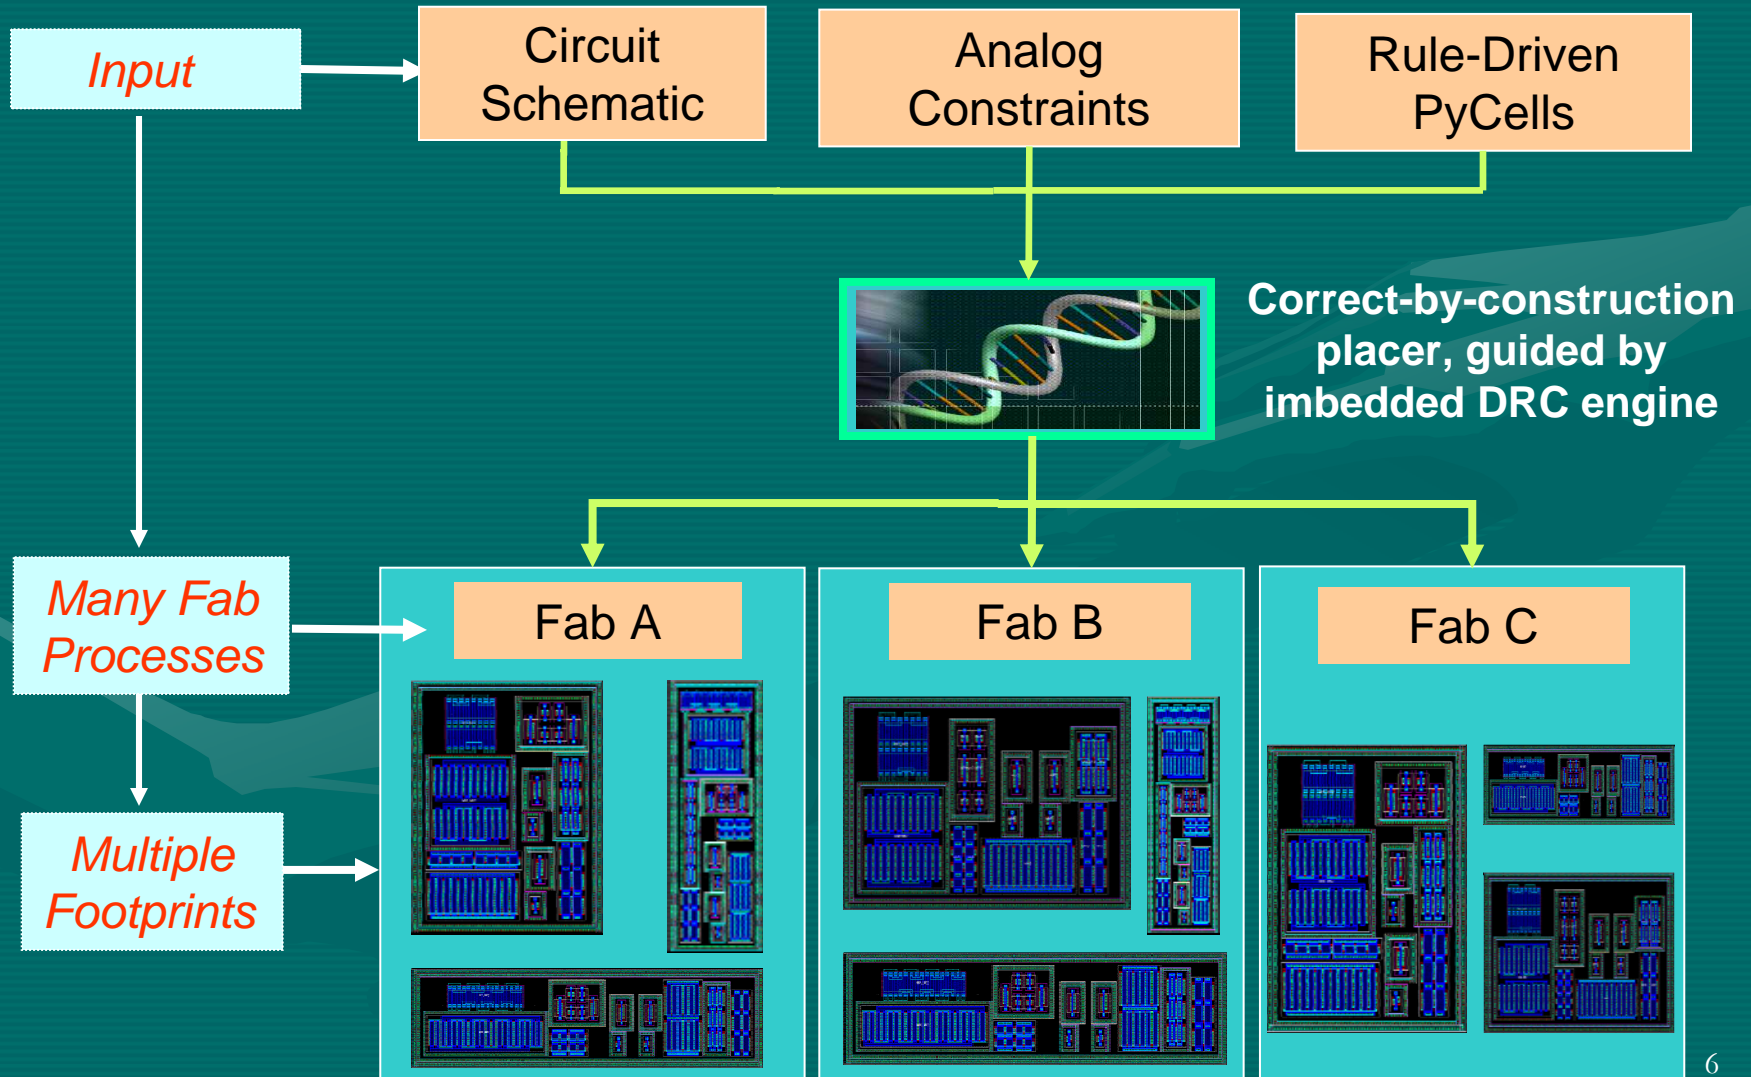 Input
Circuit
Schematic
Analog
Constraints
Rule-Driven
PyCells
Correct-by-construction
placer, guided by
imbedded DRC engine
Many Fab
Processes
Fab A
Fab B
Fab C
Multiple
Footprints
6